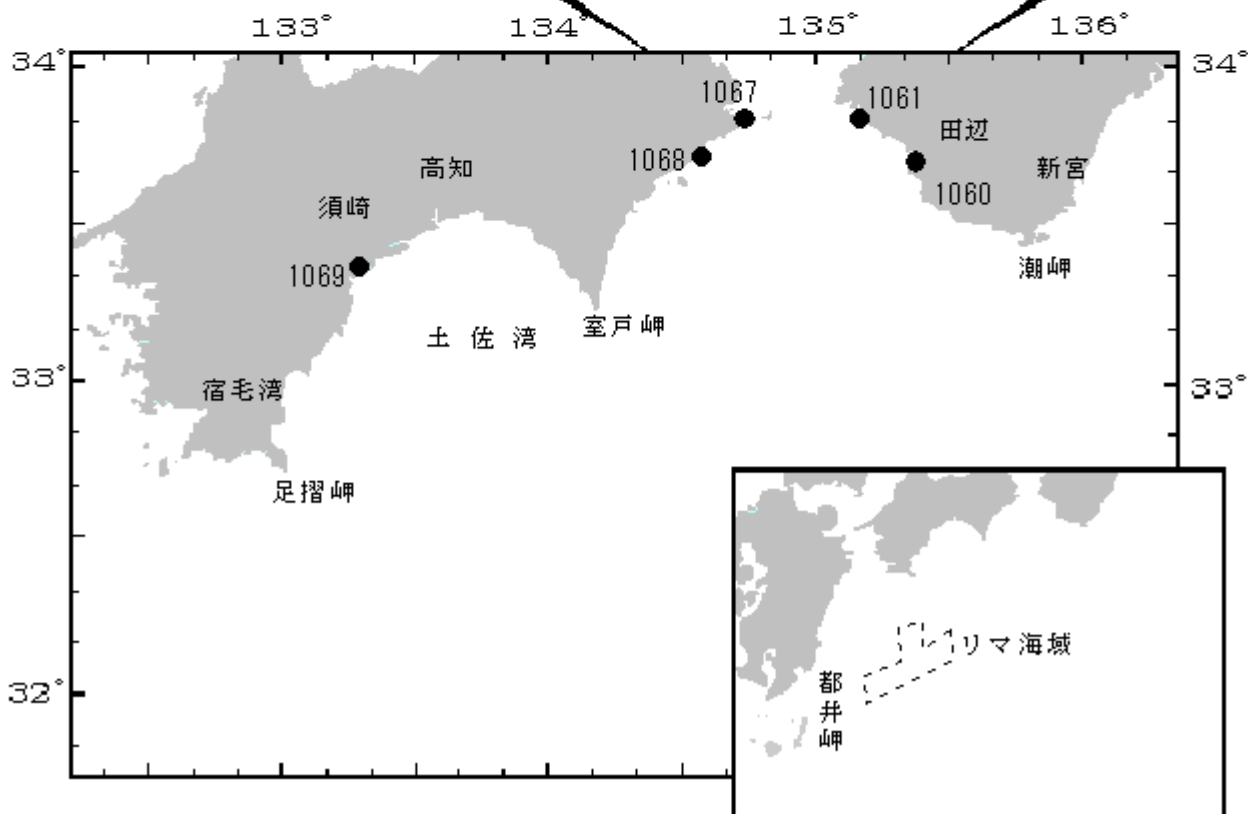 133°
134°
135°
136°
34°
34°
1067
1061
田辺
1068
高知
新宮
1060
須崎
潮岬
1069
室戸岬
土佐湾
33°
33°
宿毛湾
足摺岬
リマ海域
都井岬
32°